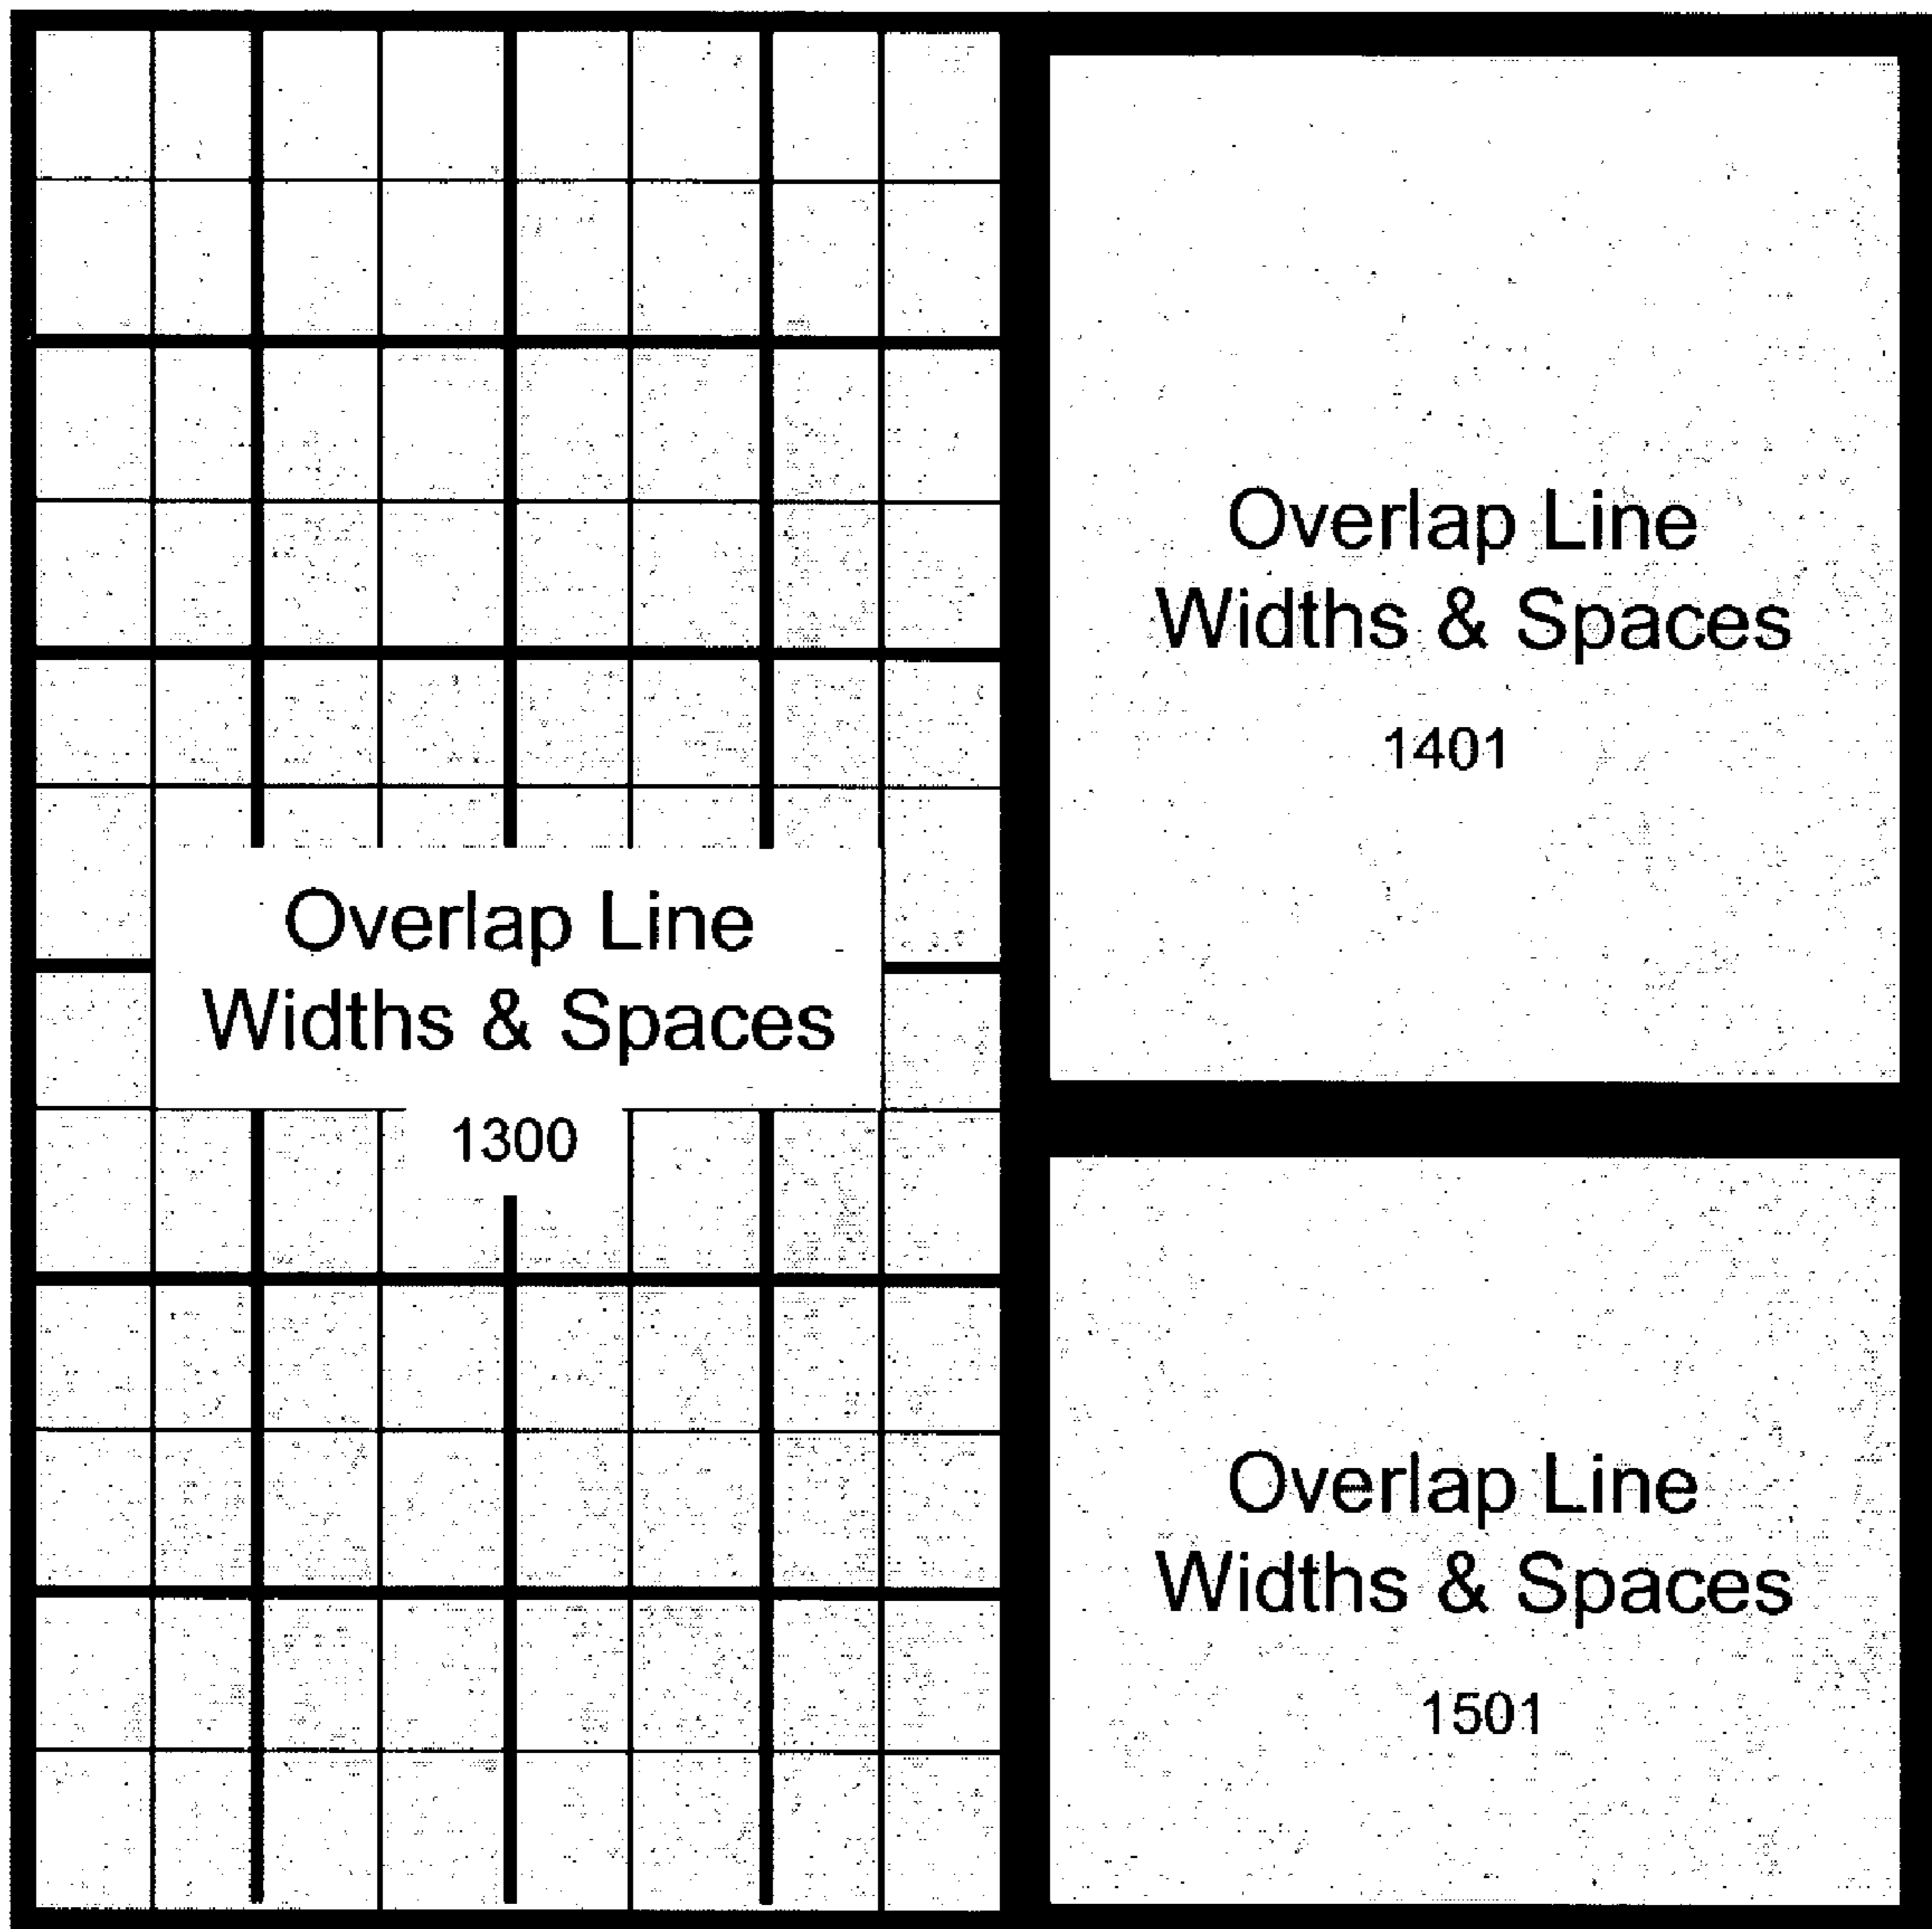 Overlap Line
Widths & Spaces
1300
Overlap Line
Widths & Spaces
1401
Overlap Line
Widths & Spaces
1501